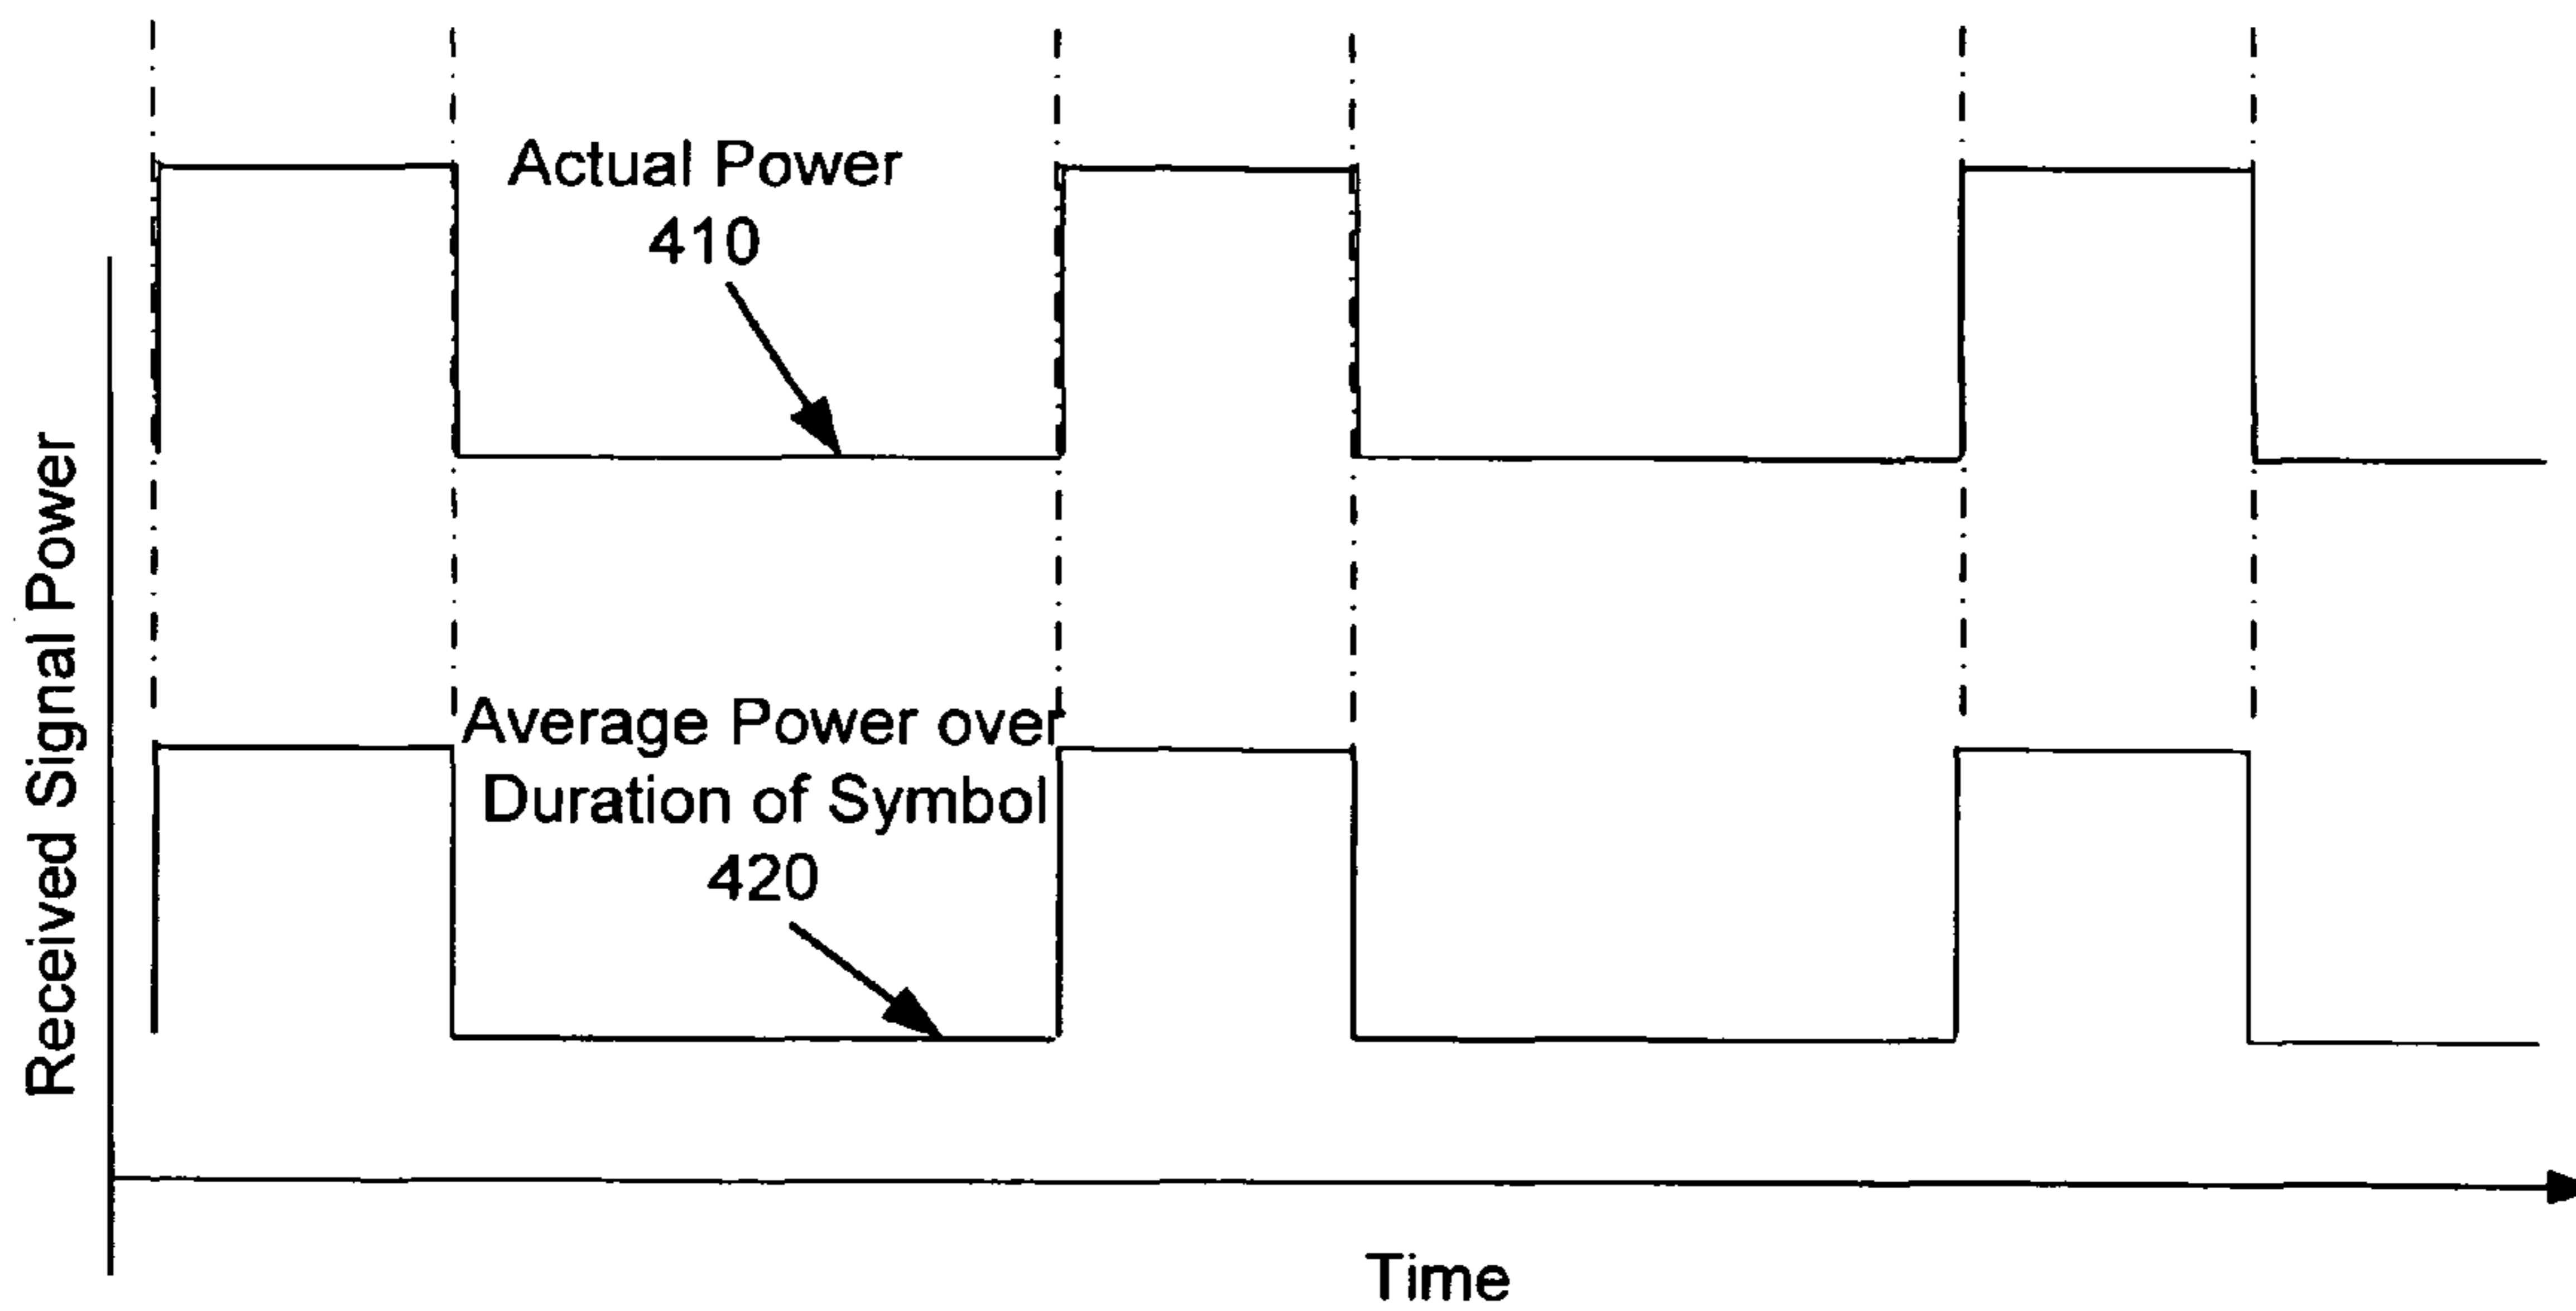 Actual Power
410
Received Signal Power
Average Power over
Duration of Symbol
420
Time